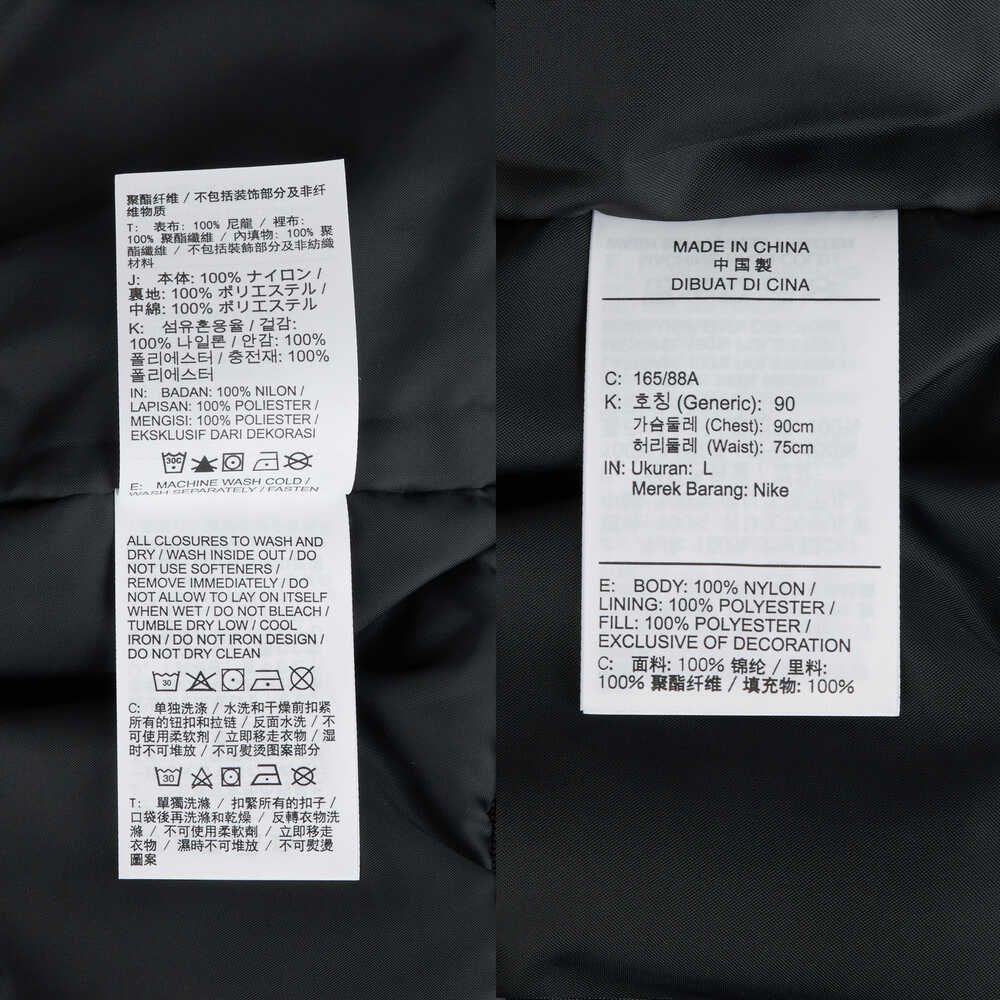 聚酯纤维 / 不包括装饰部分及非纤
维物质
T: 表布: 100% 尼龍 / 裡布:
100% 聚酯纖維 / 內填物: 100% 聚
酯纖維 / 不包括裝飾部分及非紡織
材料
J: 本体: 100% ナイロン /
裏地: 100% ポリエステル /
中綿: 100% ポリエステル
K: 섬유혼용율 / 겉감:
100% 나일론 / 안감: 100%
폴리에스터 / 충전재: 100%
폴리에스터
IN: BADAN: 100% NILON /
LAPISAN: 100% POLIESTER /
MENGISI: 100% POLIESTER /
EKSKLUSIF DARI DEKORASI
30C
E: MACHINE WASH COLD /
WASH SEPARATELY / FASTEN
ALL CLOSURES TO WASH AND
DRY / WASH INSIDE OUT / DO
NOT USE SOFTENERS /
REMOVE IMMEDIATELY / DO
NOT ALLOW TO LAY ON ITSELF
WHEN WET / DO NOT BLEACH /
TUMBLE DRY LOW / COOL
IRON / DO NOT IRON DESIGN /
DO NOT DRY CLEAN
30
C: 单独洗涤 / 水洗和干燥前扣紧
所有的钮扣和拉链 / 反面水洗 / 不
可使用柔软剂 / 立即移走衣物 / 湿
时不可堆放 / 不可熨烫图案部分
30
T: 單獨洗滌 / 扣緊所有的扣子 /
口袋後再洗滌和乾燥 / 反轉衣物洗
滌 / 不可使用柔軟劑 / 立即移走
衣物 / 濕時不可堆放 / 不可熨燙
圖案
MADE IN CHINA
中国製
DIBUAT DI CINA
C: 165/88A
K: 호칭 (Generic): 90
가슴둘레 (Chest): 90cm
허리둘레 (Waist): 75cm
IN: Ukuran: L
Merek Barang: Nike
E: BODY: 100% NYLON /
LINING: 100% POLYESTER /
FILL: 100% POLYESTER /
EXCLUSIVE OF DECORATION
C: 面料: 100% 锦纶 / 里料:
100% 聚酯纤维 / 填充物: 100%